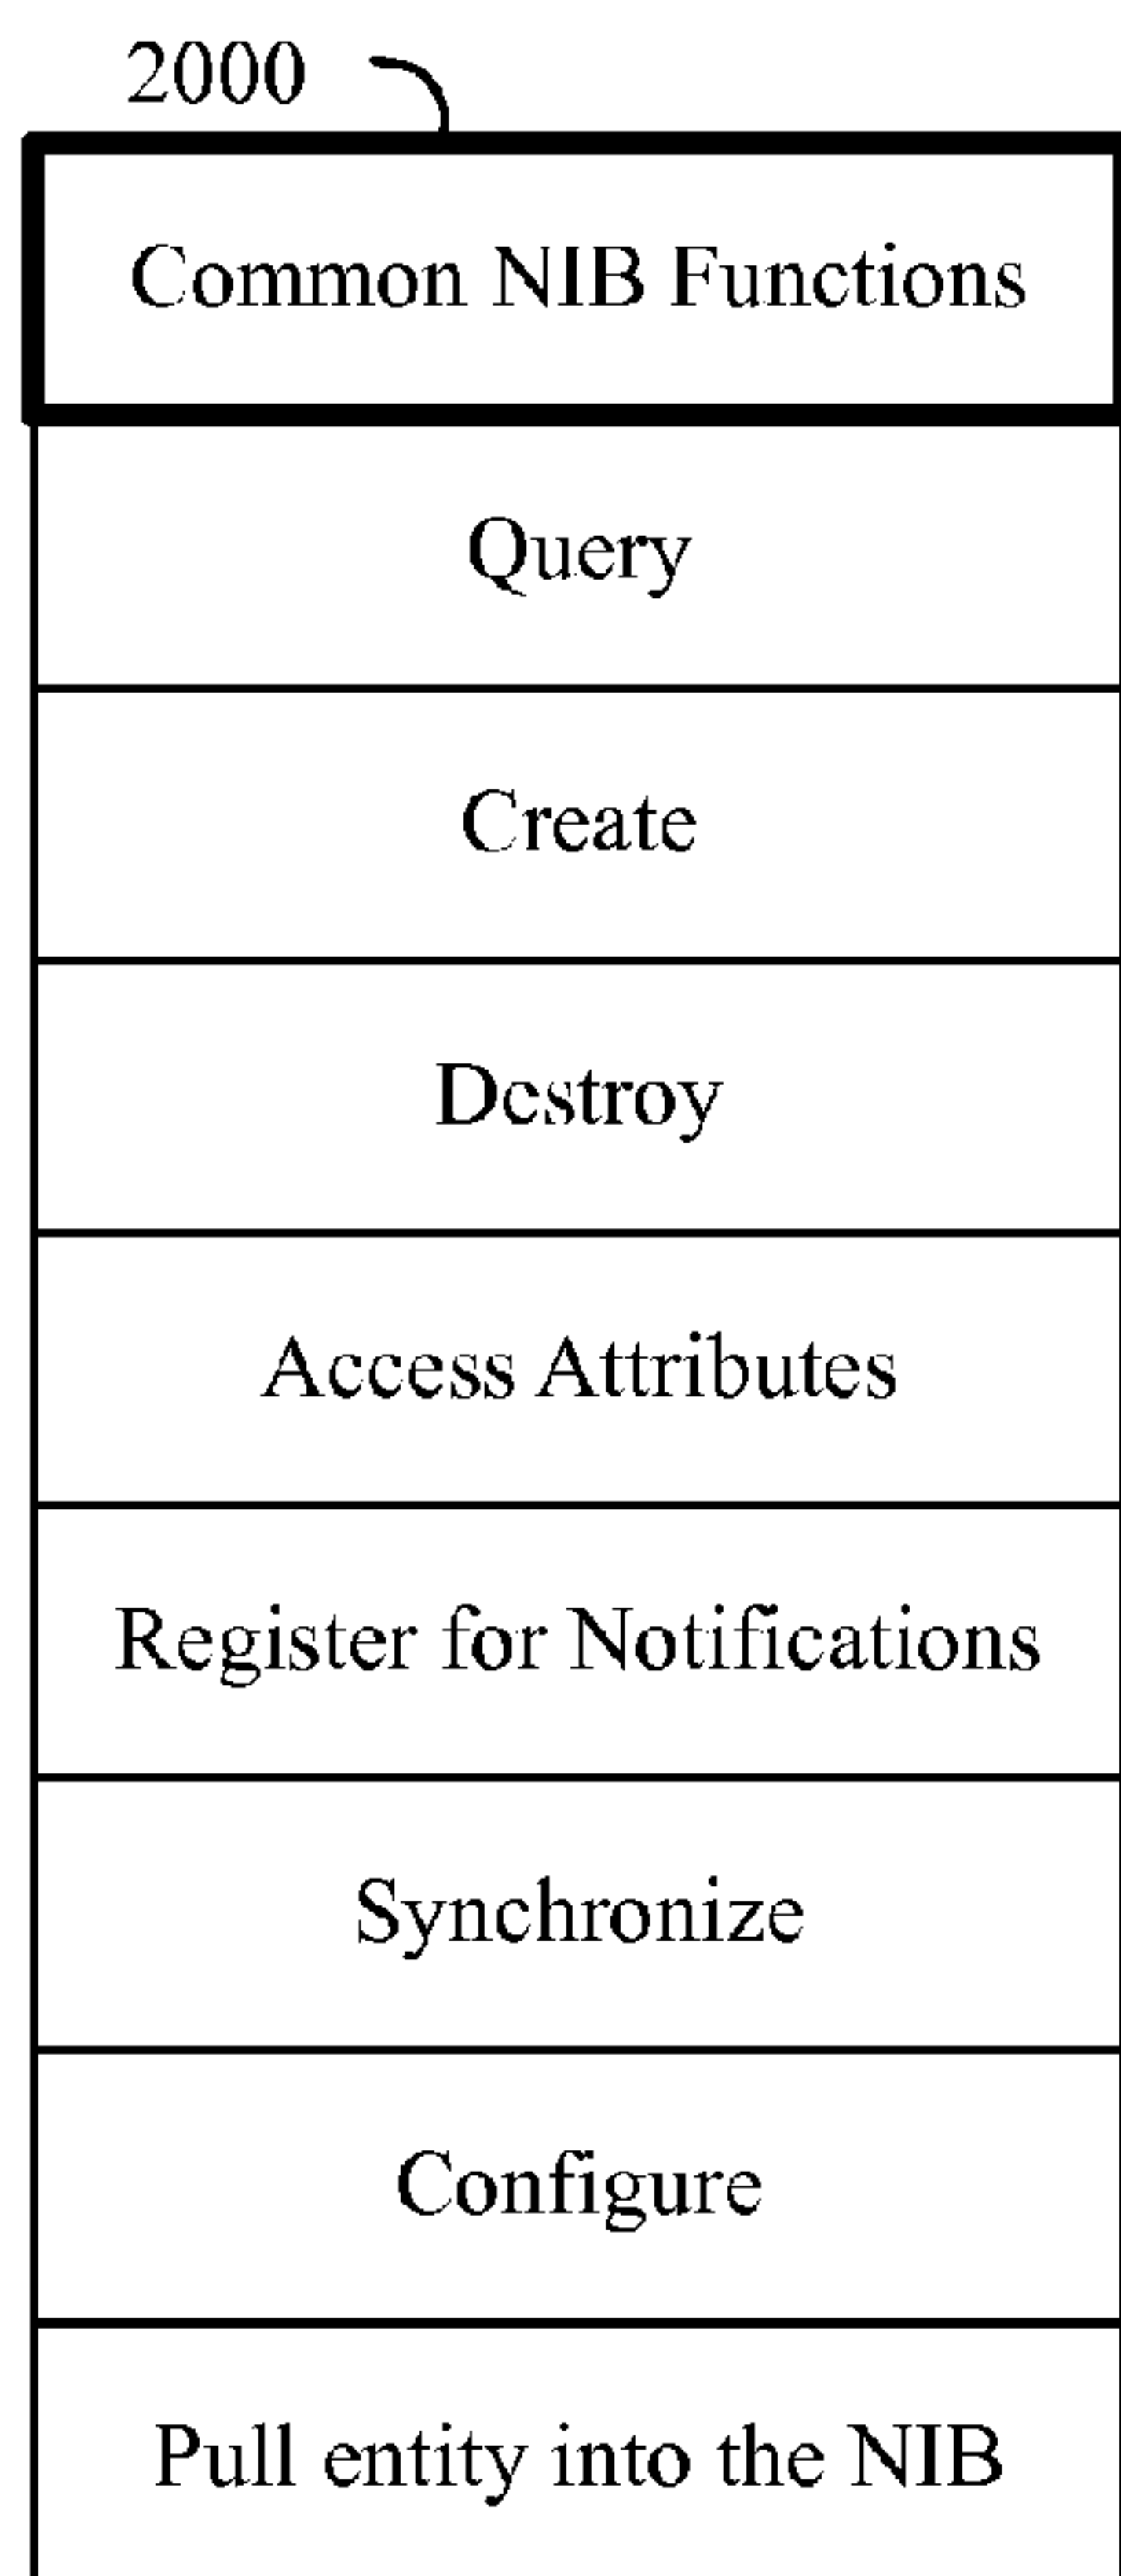 2000
Common NIB Functions
Query
Create
Destroy
Access Attributes
Register for Notifications
Synchronize
Configure
Pull entity into the NIB